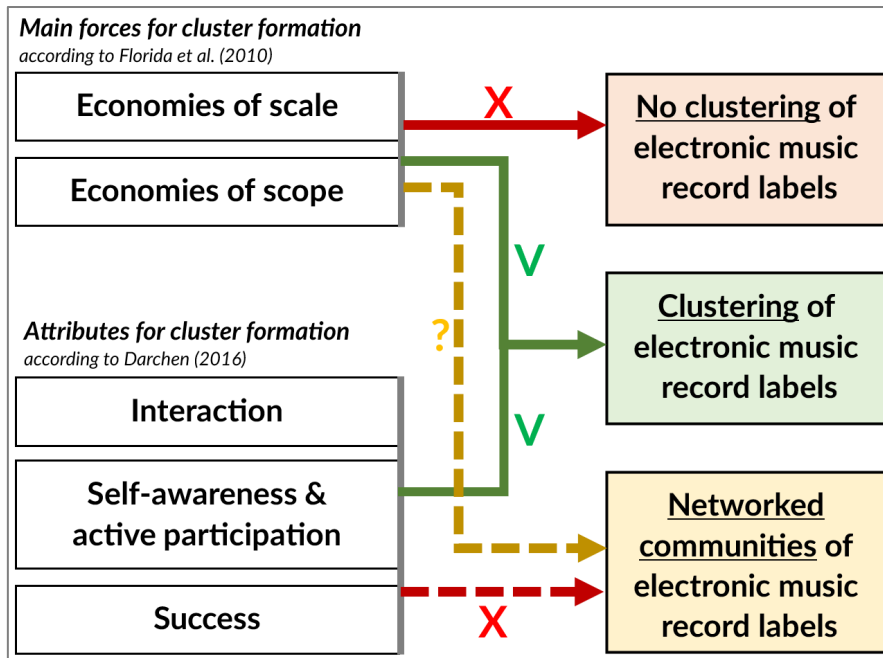 Main forces for cluster formation
according to Florida et al. (2010)
Economies of scale
Economies of scope
X
No clustering of
electronic music
record labels
V
Clustering of
electronic music
record labels
?
Attributes for cluster formation
according to Darchen (2016)
Interaction
Self-awareness &
active participation
Success
V
X
Networked
communities of
electronic music
record labels